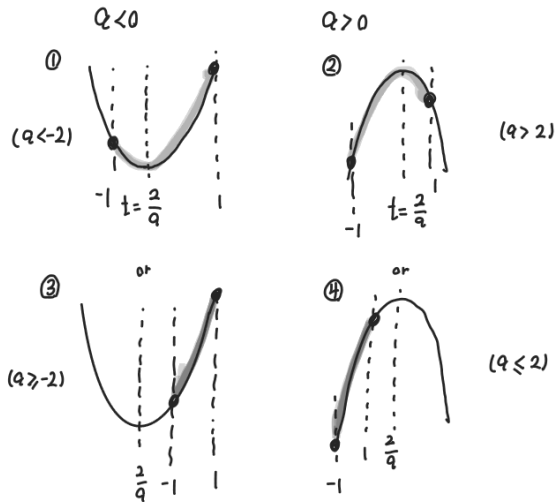 a<0
a>0
①
②
(a<-2)
(a>2)
-1
t=2/a
1
-1
t=2/a
1
or
or
③
④
(a≥-2)
(a≤2)
2/a
-1
1
-1
1
2/a